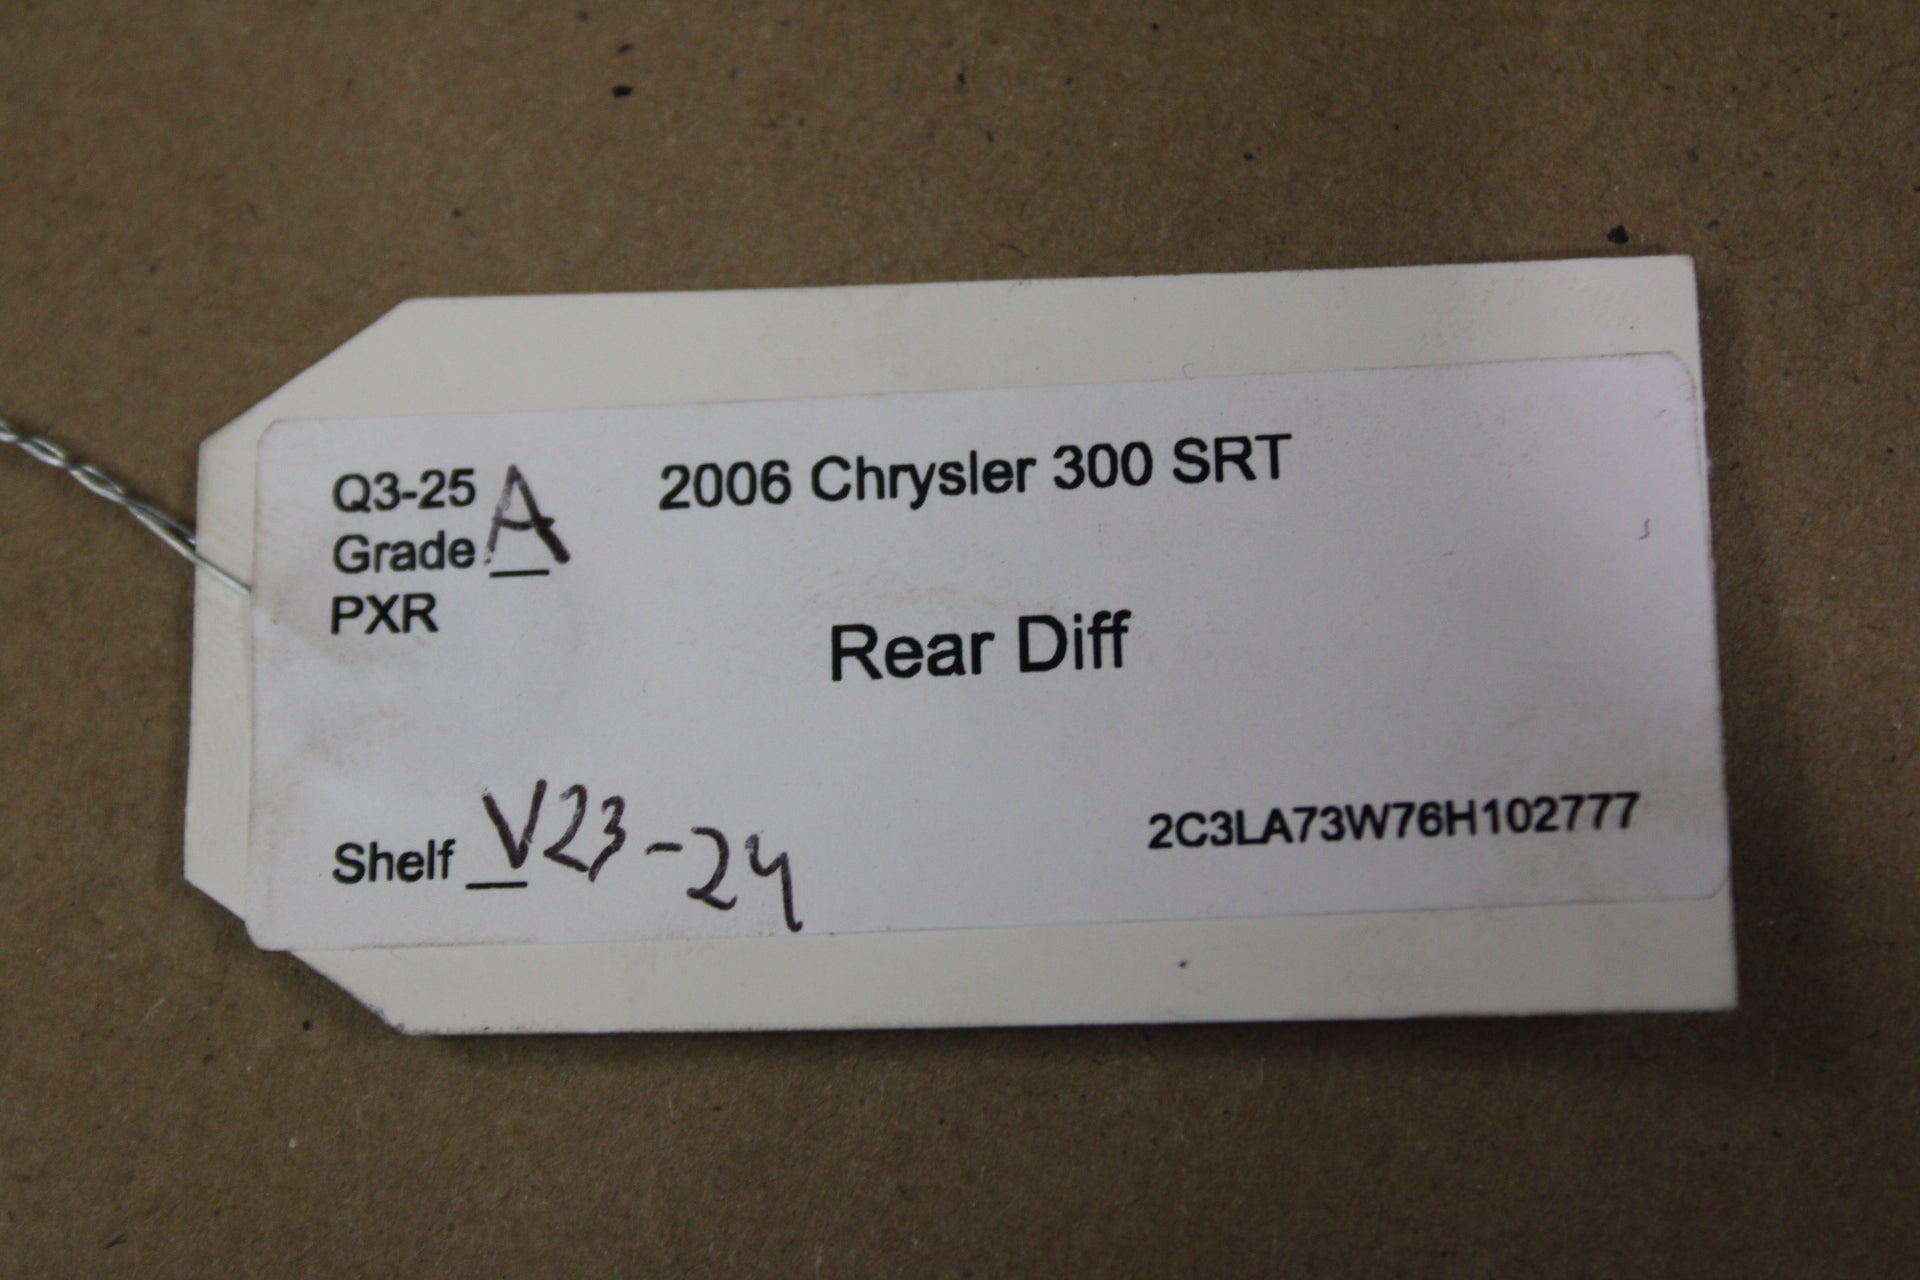 Q3-25 2006 Chrysler 300 SRT
Grade A
PXR
Rear Diff
Shelf V23-24
2C3LA73W76H102777